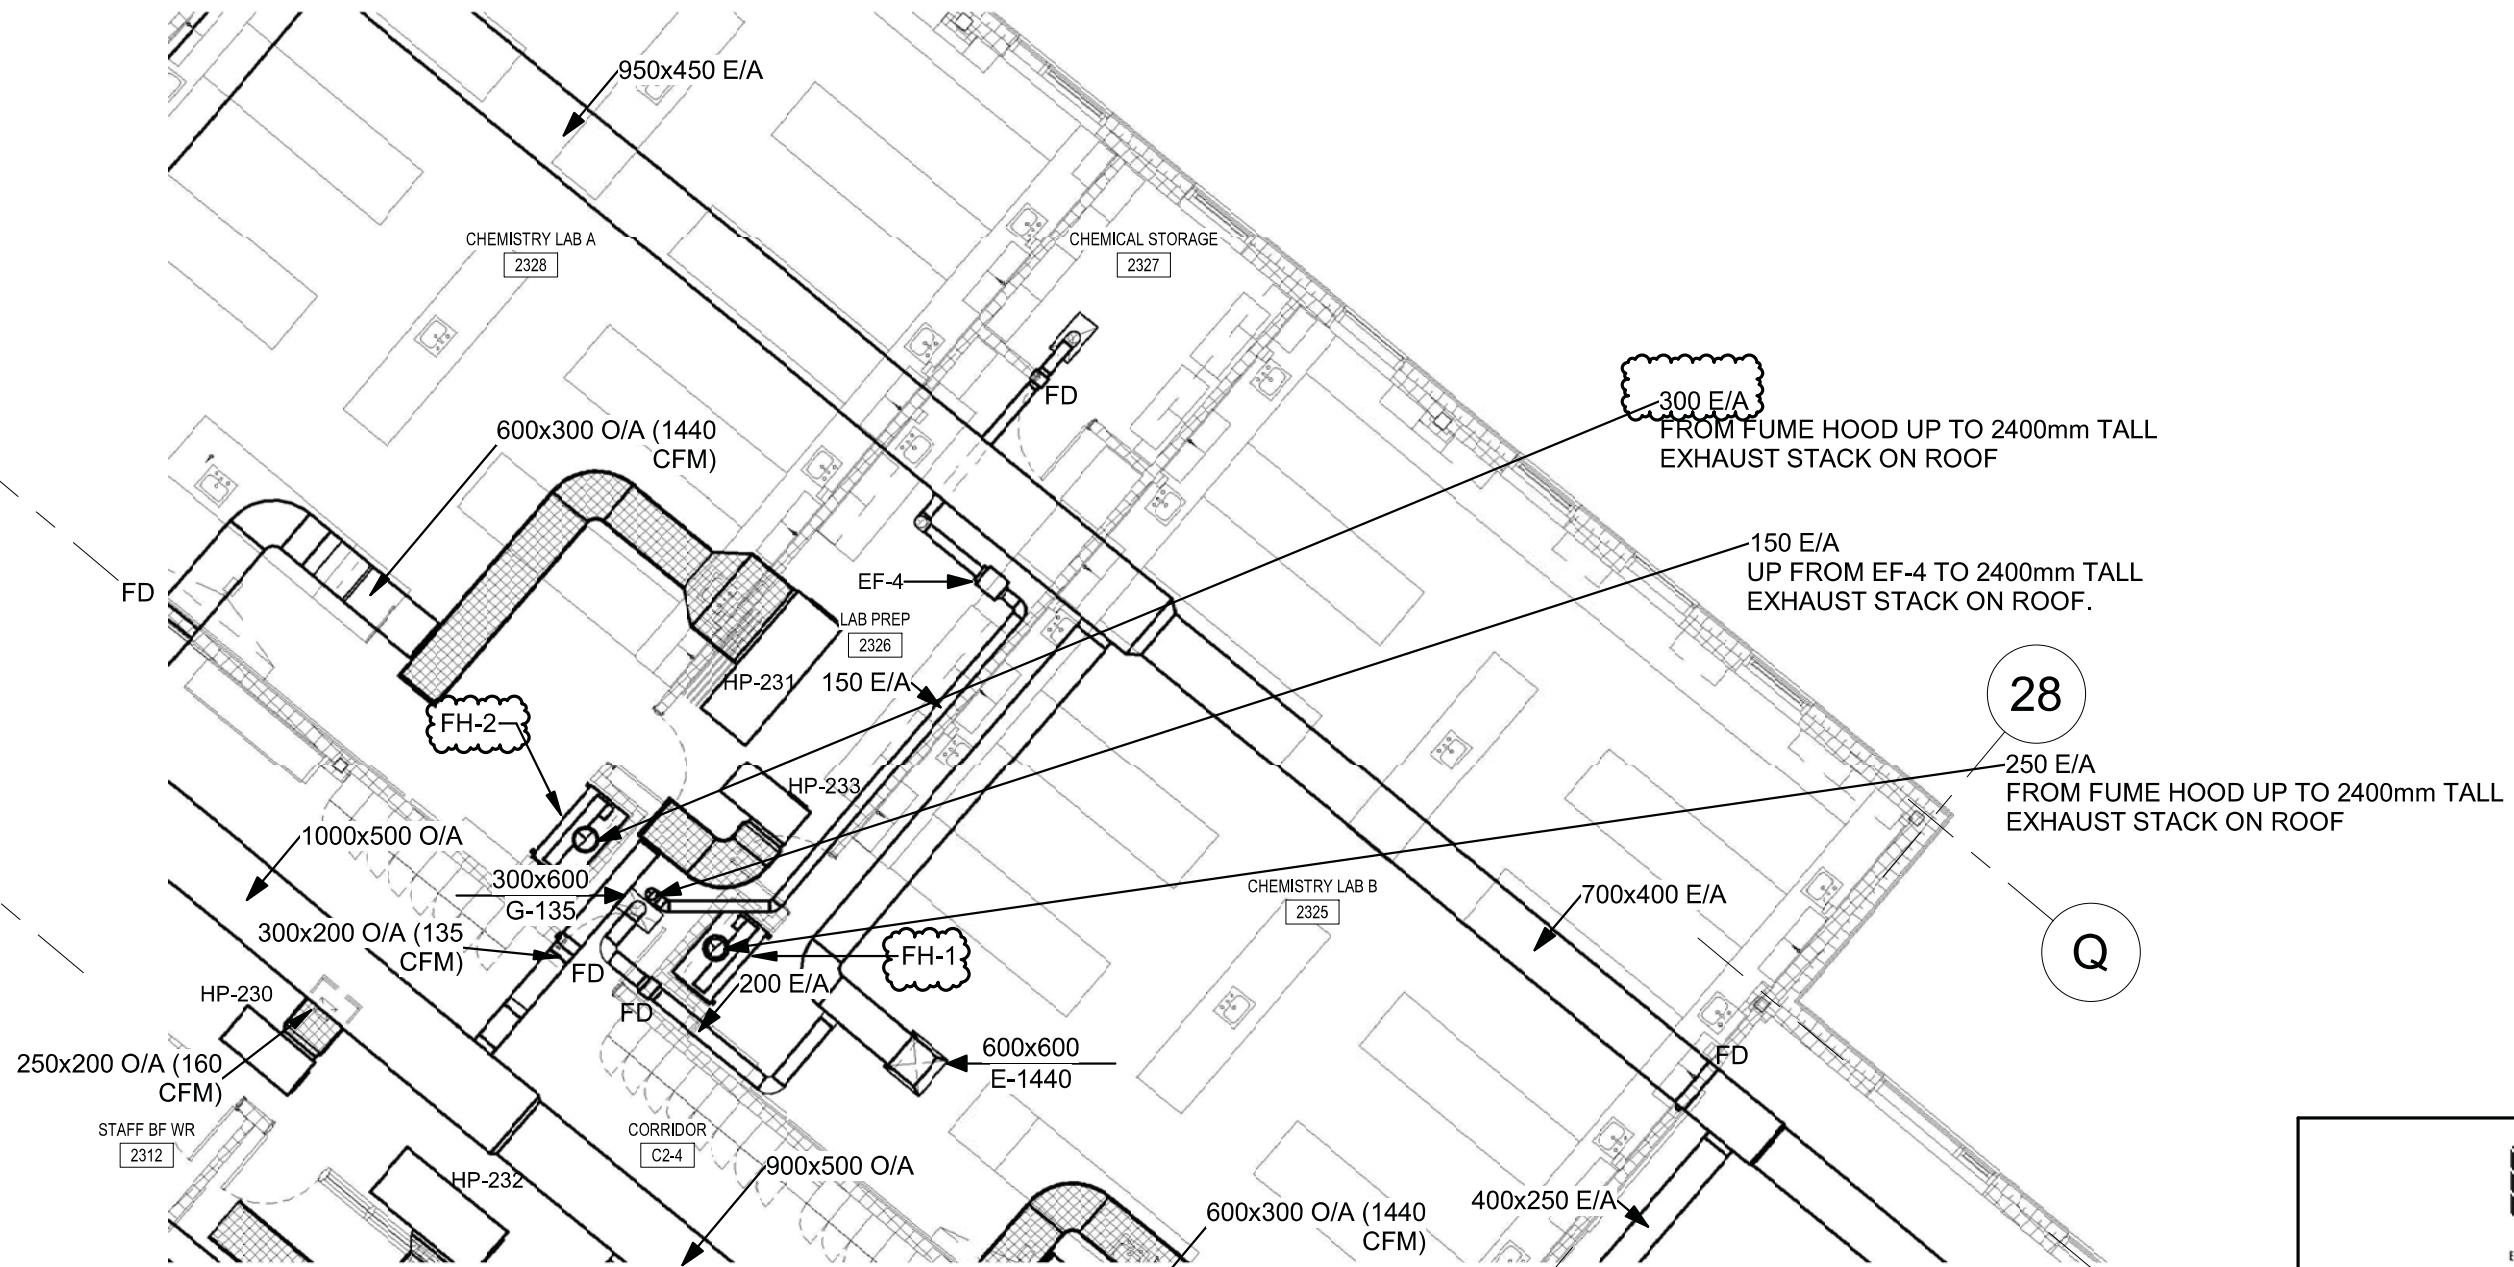 950x450 E/A
CHEMISTRY LAB A
2328
CHEMICAL STORAGE
2327
FD
300 E/A
FROM FUME HOOD UP TO 2400mm TALL
EXHAUST STACK ON ROOF
600x300 O/A (1440
CFM)
150 E/A
UP FROM EF-4 TO 2400mm TALL
EXHAUST STACK ON ROOF.
EF-4
FD
LAB PREP
2326
HP-231
150 E/A
28
FH-2
250 E/A
FROM FUME HOOD UP TO 2400mm TALL
EXHAUST STACK ON ROOF
HP-233
1000x500 O/A
300x600
G-135
CHEMISTRY LAB B
2325
700x400 E/A
300x200 O/A (135
CFM)
FD
FH-1
Q
200 E/A
HP-230
FD
250x200 O/A (160
CFM)
600x600
E-1440
FD
STAFF BF WR
2312
CORRIDOR
C2-4
HP-232
900x500 O/A
600x300 O/A (1440
CFM)
400x250 E/A